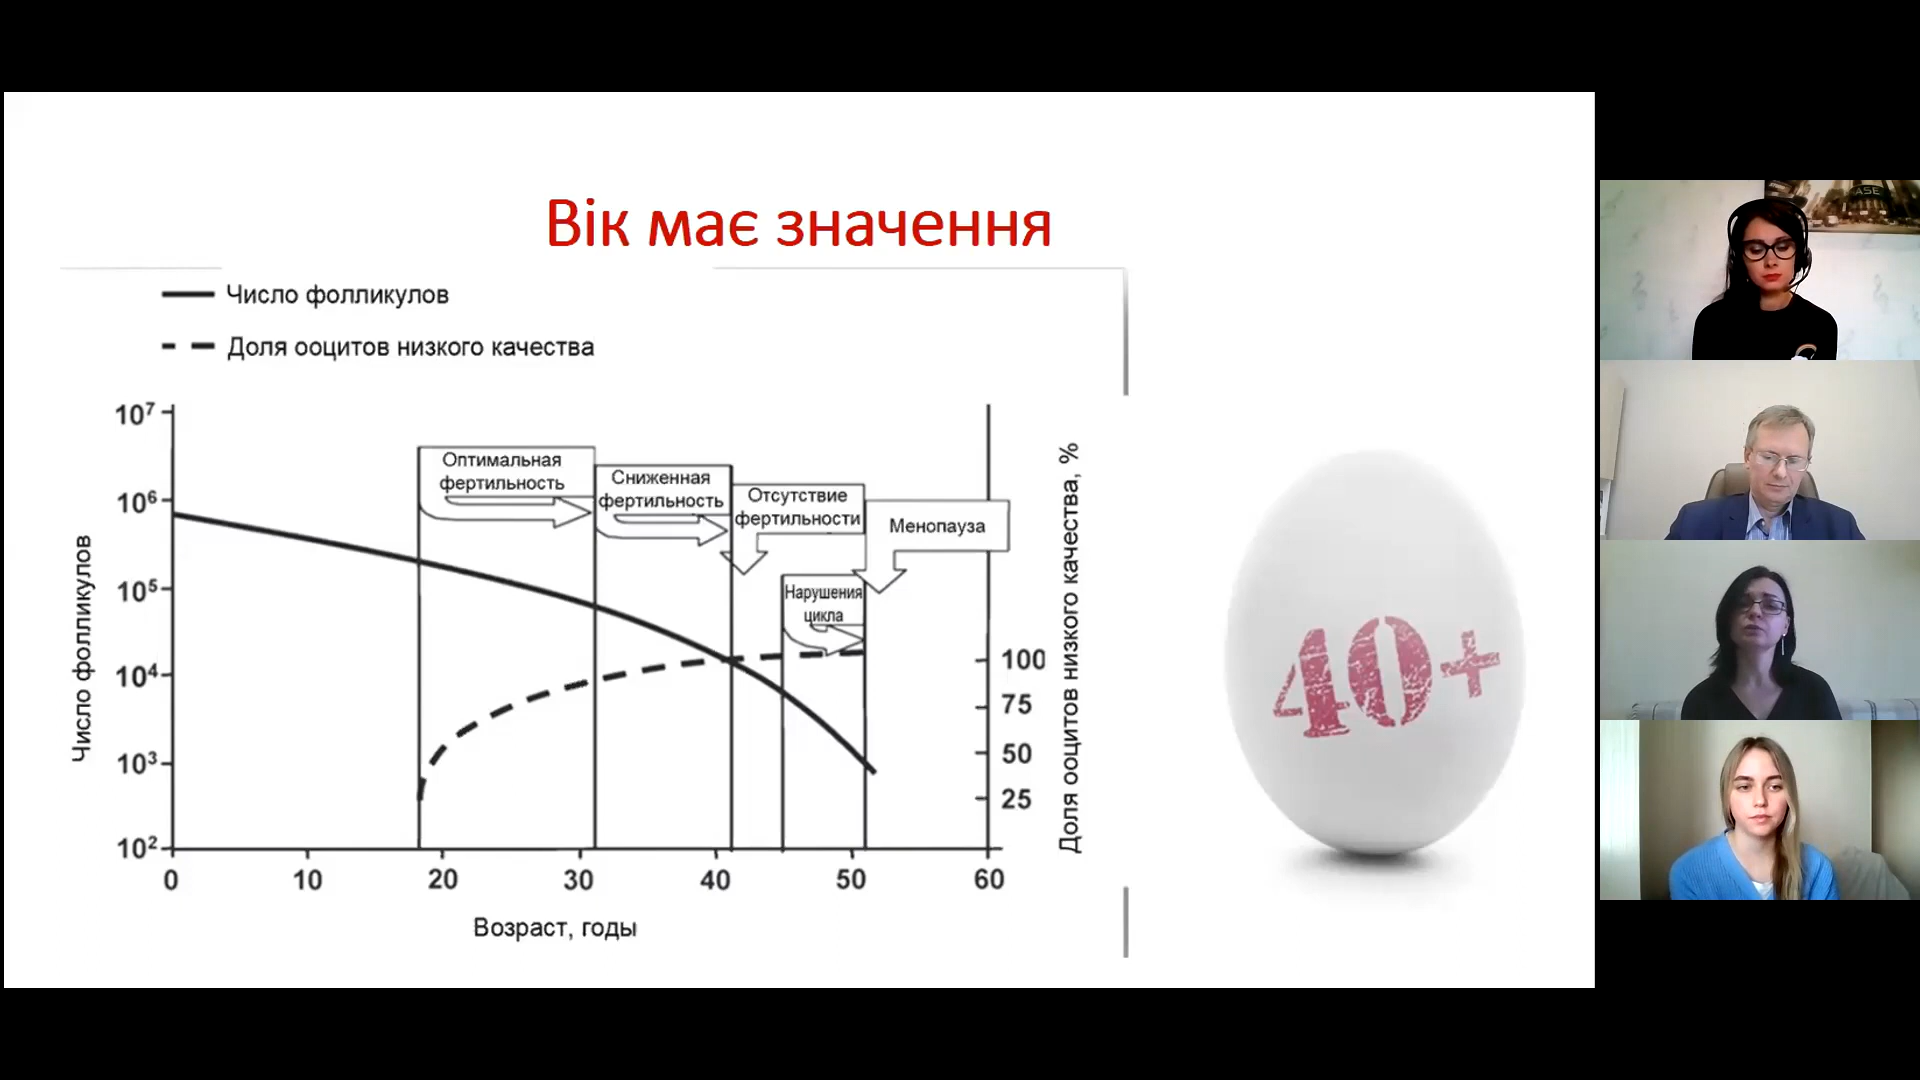 Вік має значення
Число фолликулов
Доля ооцитов низкого качества
10⁷
10⁶
10⁵
10⁴
10³
10²
Число фолликулов
Оптимальная
фертильность
Сниженная
фертильность
Отсутствие
фертильности
Менопауза
Нарушения
цикла
100
75
50
25
Доля ооцитов низкого качества, %
0 10 20 30 40 50 60
Возраст, годы
40+
ASE